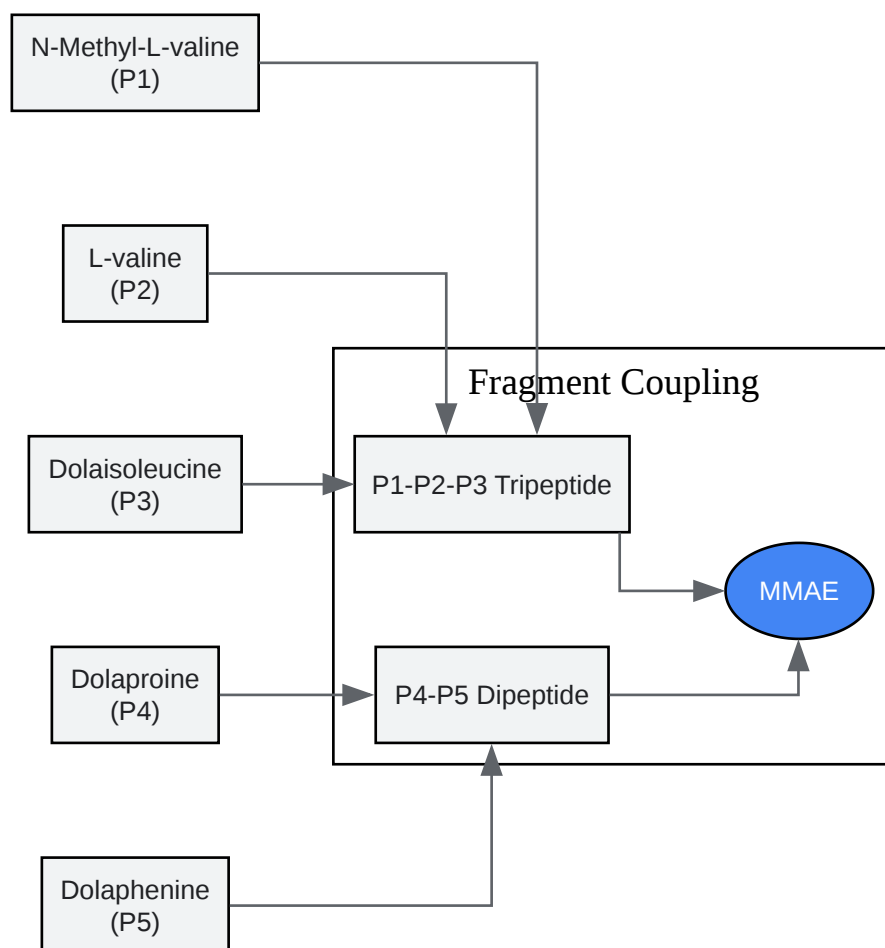 N-Methyl-L-valine
(P1)
L-valine
(P2)
Fragment Coupling
Dolaisoleucine
(P3)
P1-P2-P3 Tripeptide
MMAE
Dolaproine
(P4)
P4-P5 Dipeptide
Dolaphenine
(P5)